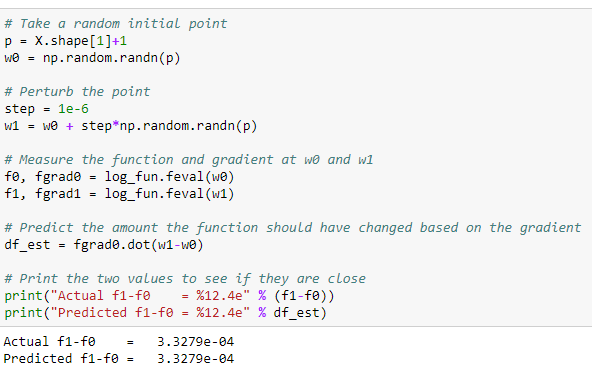 # Take a random initial point
p = X.shape[1]+1
w0 = np.random.randn(p)
# Perturb the point
step = 1e-6
w1 = w0 + step*np.random.randn(p)
# Measure the function and gradient at w0 and w1
f0, fgrad0 = log_fun.feval(w0)
f1, fgrad1 = log_fun.feval(w1)
# Predict the amount the function should have changed based on the gradient
df_est = fgrad0.dot(w1-w0)
# Print the two values to see if they are close
print("Actual f1-f0    = %12.4e" % (f1-f0))
print("Predicted f1-f0 = %12.4e" % df_est)
Actual f1-f0    =   3.3279e-04
Predicted f1-f0 =   3.3279e-04